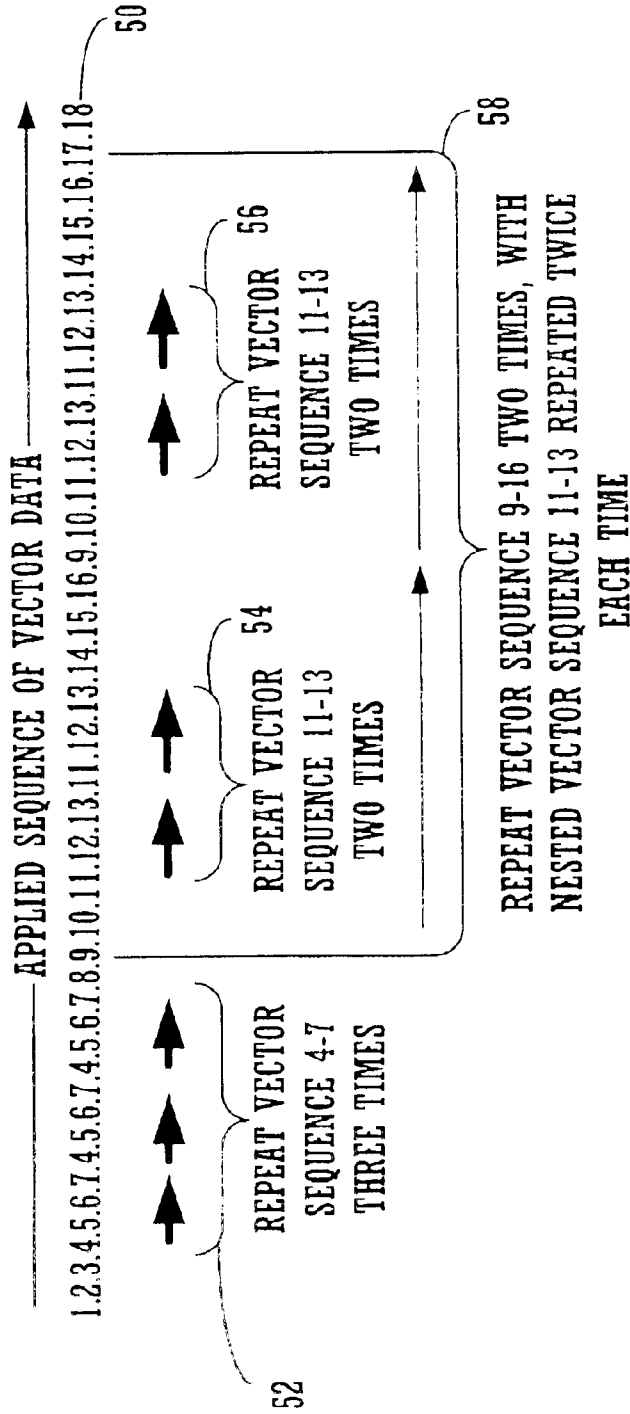 APPLIED SEQUENCE OF VECTOR DATA
1.2.3.4.5.6.7.4.5.6.7.4.5.6.7.8.9.10.11.12.13.11.12.13.14.15.16.9.10.11.12.13.11.12.13.14.15.16.17.18
50
52
REPEAT VECTOR
SEQUENCE 4-7
THREE TIMES
54
REPEAT VECTOR
SEQUENCE 11-13
TWO TIMES
56
REPEAT VECTOR
SEQUENCE 11-13
TWO TIMES
58
REPEAT VECTOR SEQUENCE 9-16 TWO TIMES, WITH
NESTED VECTOR SEQUENCE 11-13 REPEATED TWICE
EACH TIME